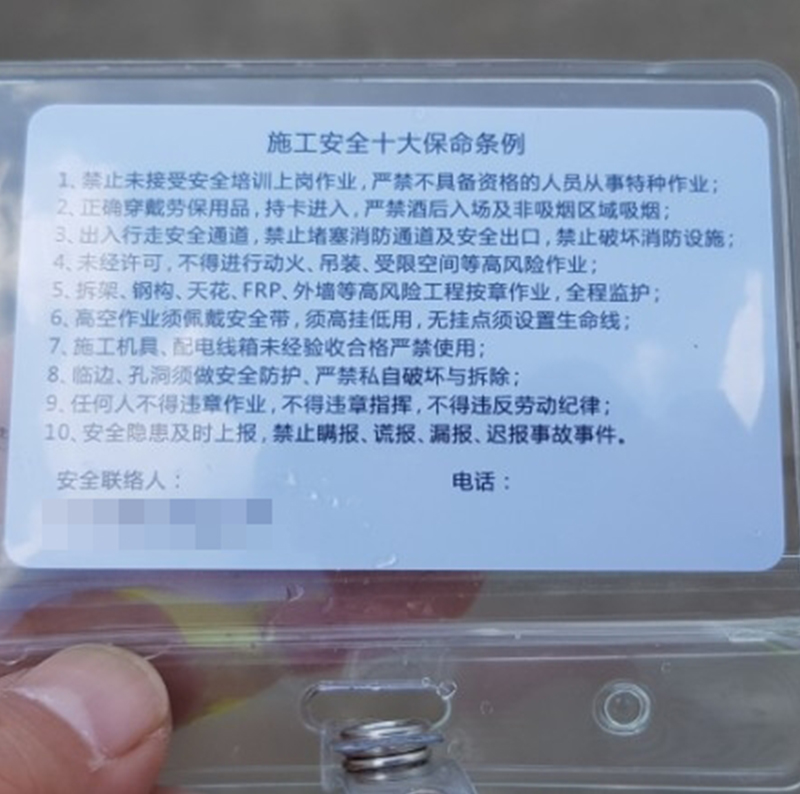 施工安全十大保命条例
1、禁止未接受安全培训上岗作业,严禁不具备资格的人员从事特种作业;
2、正确穿戴劳保用品,持卡进入,严禁酒后入场及非吸烟区域吸烟;
3、出入行走安全通道,禁止堵塞消防通道及安全出口,禁止破坏消防设施;
4、未经许可,不得进行动火、吊装、受限空间等高风险作业;
5、拆架、钢构、天花、FRP、外墙等高风险工程按章作业,全程监护;
6、高空作业须佩戴安全带,须高挂低用,无挂点须设置生命线;
7、施工机具、配电线箱未经验收合格严禁使用;
8、临边、孔洞须做安全防护、严禁私自破坏与拆除;
9、任何人不得违章作业,不得违章指挥,不得违反劳动纪律;
10、安全隐患及时上报,禁止瞒报、谎报、漏报、迟报事故事件。
安全联络人: 电话: